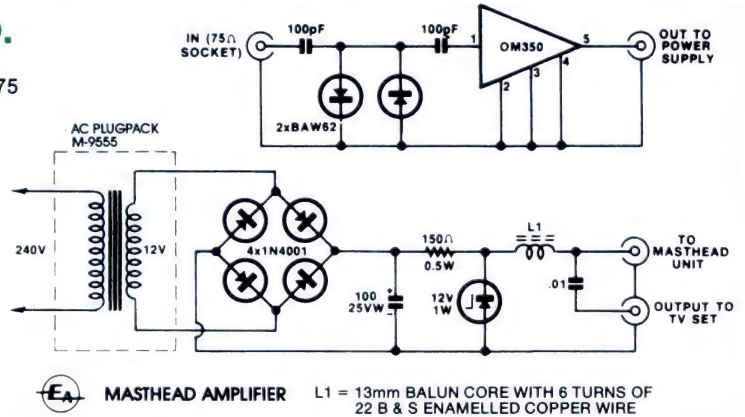 75
IN (75Ω
SOCKET)
100pF
100pF
1
OM350
5
2
3
4
OUT TO
POWER
SUPPLY
2xBAW62
AC PLUGPACK
M-9555
240V
12V
4x1N4001
100
25VW
+
-
150Ω
0.5W
12V
1W
L1
.01
TO
MASTHEAD
UNIT
OUTPUT TO
TV SET
EA
MASTHEAD AMPLIFIER
L1 = 13mm BALUN CORE WITH 6 TURNS OF
22 B & S ENAMELLED COPPER WIRE